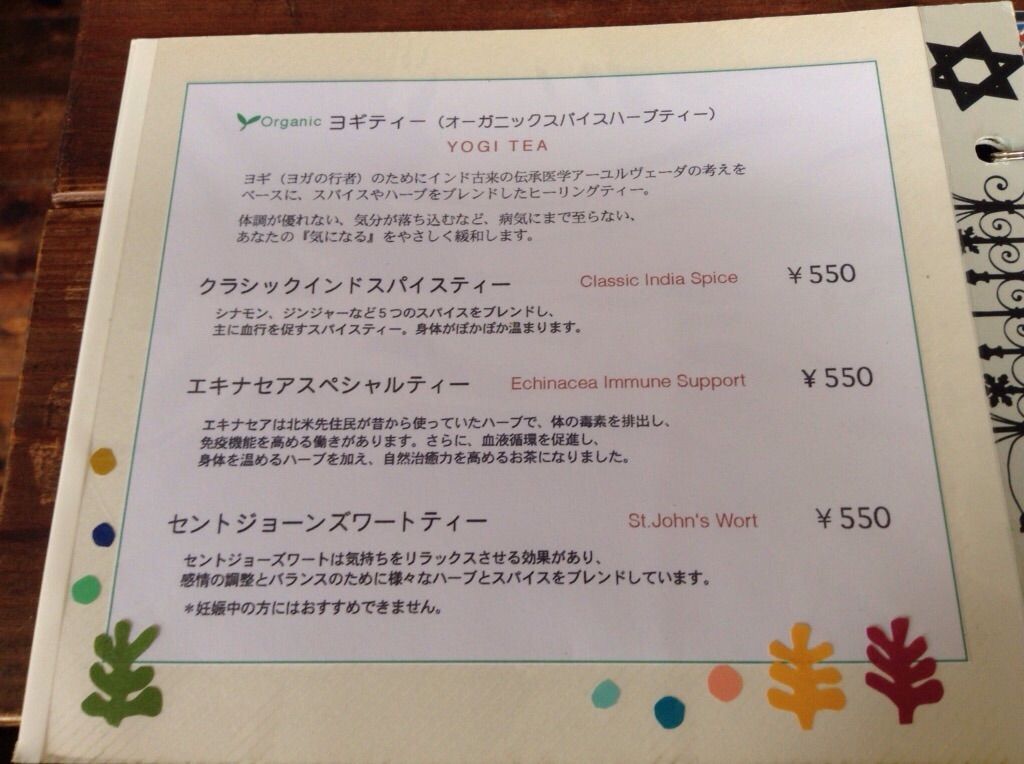 Organic ヨギティー（オーガニックスパイスハーブティー）
YOGI TEA
ヨギ（ヨガの行者）のためにインド古来の伝承医学アーユルヴェーダの考えを
ベースに、スパイスやハーブをブレンドしたヒーリングティー。
体調が優れない、気分が落ち込むなど、病気にまで至らない、
あなたの『気になる』をやさしく緩和します。
クラシックインドスパイスティー Classic India Spice ￥550
シナモン、ジンジャーなど５つのスパイスをブレンドし、
主に血行を促すスパイスティー。身体がぽかぽか温まります。
エキナセアスペシャルティー Echinacea Immune Support ￥550
エキナセアは北米先住民が昔から使っていたハーブで、体の毒素を排出し、
免疫機能を高める働きがあります。さらに、血液循環を促進し、
身体を温めるハーブを加え、自然治癒力を高めるお茶になりました。
セントジョーンズワートティー St.John's Wort ￥550
セントジョーズワートは気持ちをリラックスさせる効果があり、
感情の調整とバランスのために様々なハーブとスパイスをブレンドしています。
＊妊娠中の方にはおすすめできません。